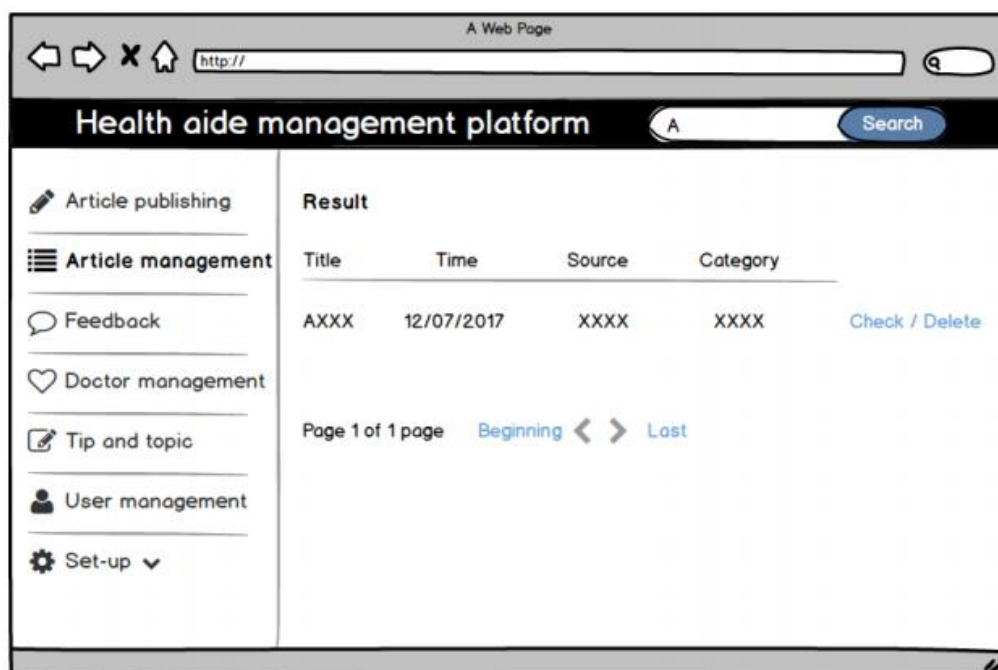 A Web Page
http://
Health aide management platform A Search
Article publishing
Article management
Feedback
Doctor management
Tip and topic
User management
Set-up
Result
Title Time Source Category
AXXX 12/07/2017 XXXX XXXX Check / Delete
Page 1 of 1 page Beginning Last